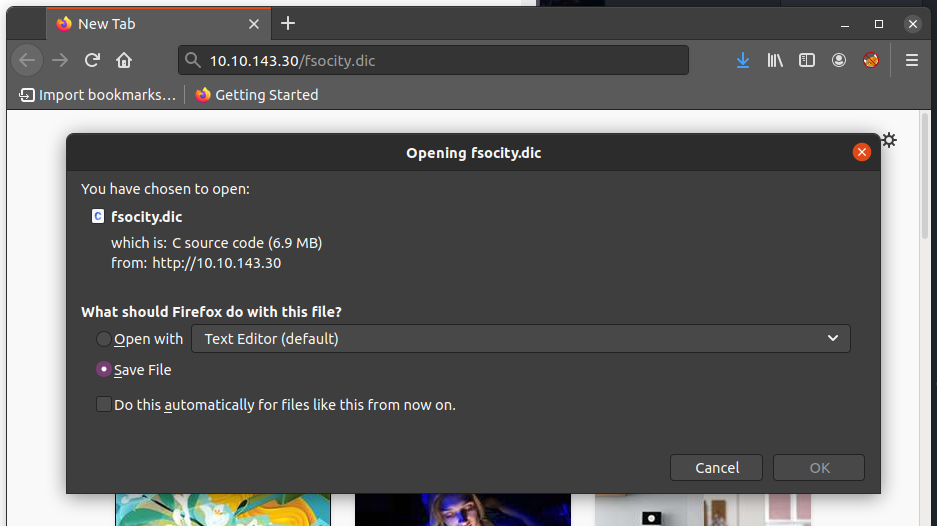 New Tab
10.10.143.30/fsocity.dic
Import bookmarks… Getting Started
Opening fsocity.dic
You have chosen to open:
C fsocity.dic
which is: C source code (6.9 MB)
from: http://10.10.143.30
What should Firefox do with this file?
Open with Text Editor (default)
Save File
Do this automatically for files like this from now on.
Cancel OK